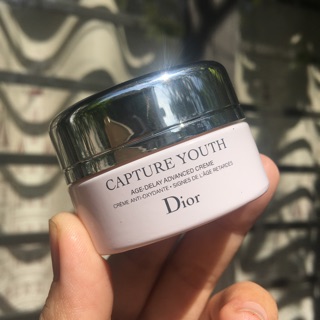 CAPTURE YOUTH
AGE-DELAY ADVANCED CREME
CRÈME ANTI-OXYDANTE • SIGNES DE L'ÂGE RETARDÉS
Dior